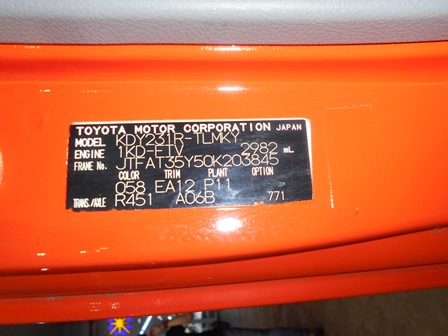 TOYOTA MOTOR CORPORATION JAPAN
MODEL KDY231R-TLMKY
ENGINE 1KD-FTV 2982 mL
FRAME No. JTFAT35Y50K203845
COLOR TRIM PLANT OPTION
058 EA12 P11
TRANS./AXLE R451 A06B 771